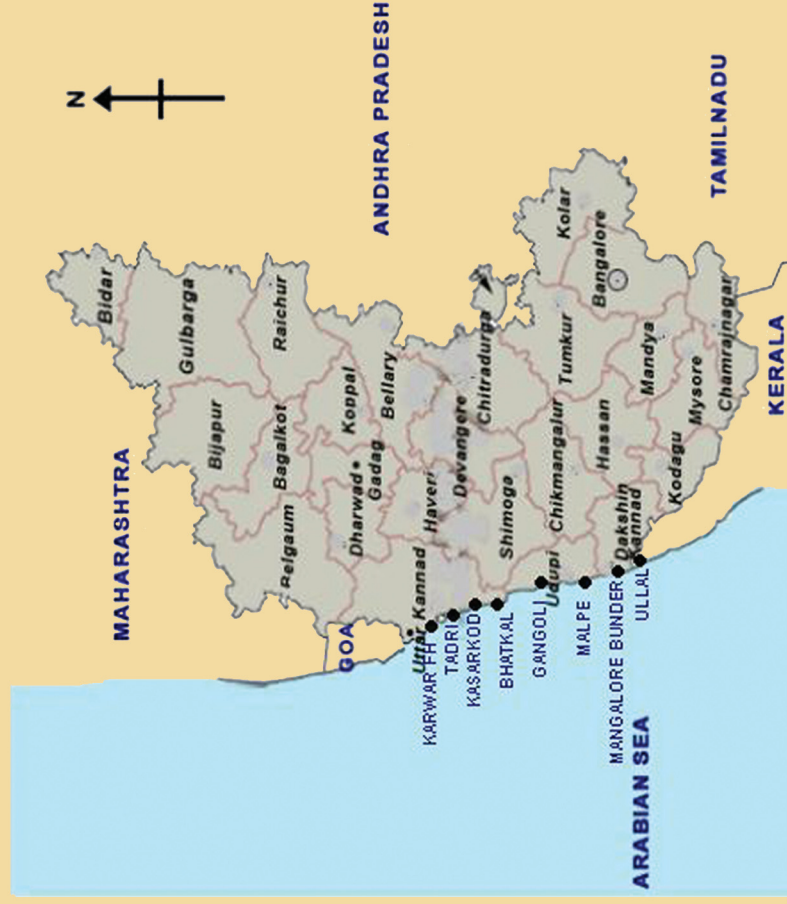 N
Bidar
MAHARASHTRA
Gulbarga
Bijapur
Raichur
Bagalkot
Belgaum
GOA
Koppal
Dharwad
Gadag
ANDHRA PRADESH
Bellary
Uttar Kannad
Haveri
KARWAR FH
TADRI
Devangere
KASARKOD
Chitradurga
Shimoga
BHATKAL
GANGOLI
Udupi
Chikmangalur
Kolar
Tumkur
MALPE
Bangalore
Hassan
MANGALORE BUNDER
Dakshin
Kannad
ULLAL
ARABIAN SEA
Mandya
Kodagu
Mysore
TAMILNADU
Chamrajnagar
KERALA